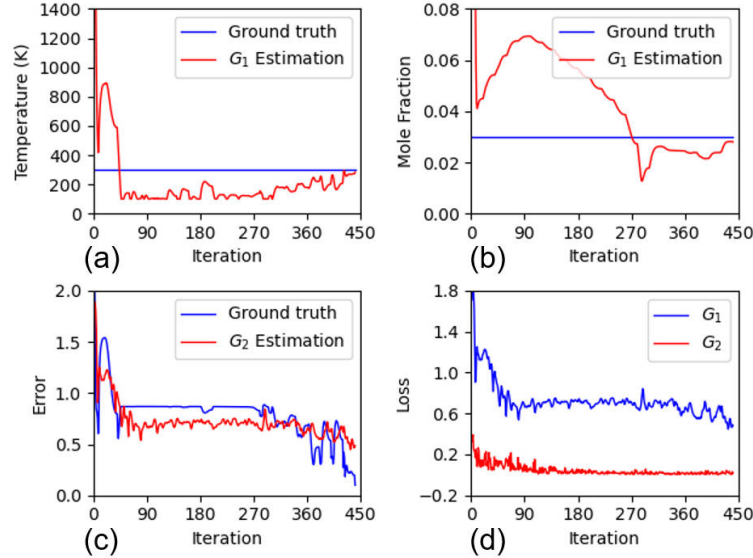 1400
1200
1000
800
600
400
200
0
Temperature (K)
Ground truth
G₁ Estimation
0
90
180
270
360
450
Iteration
(a)
0.08
0.06
0.04
0.02
0.00
Mole Fraction
Ground truth
G₁ Estimation
0
90
180
270
360
450
Iteration
(b)
2.0
1.5
1.0
0.5
0.0
Error
Ground truth
G₂ Estimation
0
90
180
270
360
450
Iteration
(c)
1.8
1.4
1.0
0.6
0.2
−0.2
Loss
G₁
G₂
0
90
180
270
360
450
Iteration
(d)